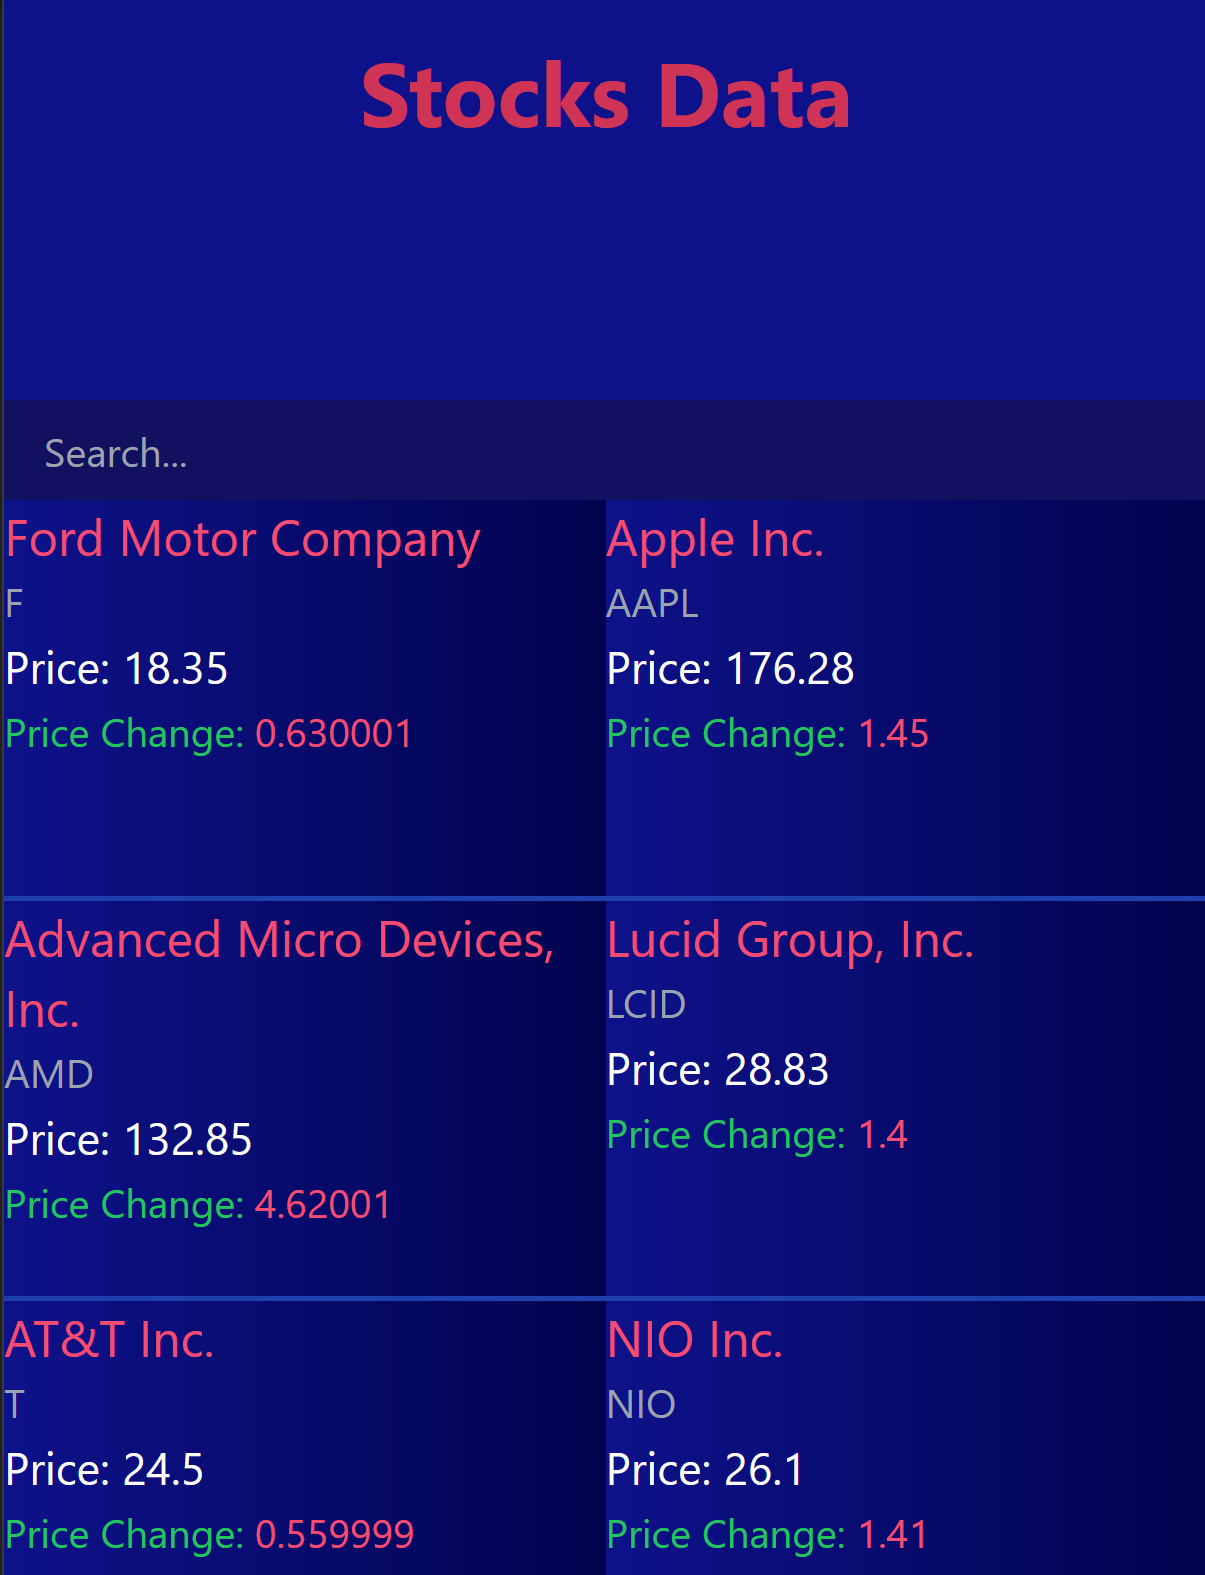 Stocks Data
Search...
Ford Motor Company
F
Price: 18.35
Price Change: 0.630001
Apple Inc.
AAPL
Price: 176.28
Price Change: 1.45
Advanced Micro Devices,
Inc.
AMD
Price: 132.85
Price Change: 4.62001
Lucid Group, Inc.
LCID
Price: 28.83
Price Change: 1.4
AT&T Inc.
T
Price: 24.5
Price Change: 0.559999
NIO Inc.
NIO
Price: 26.1
Price Change: 1.41